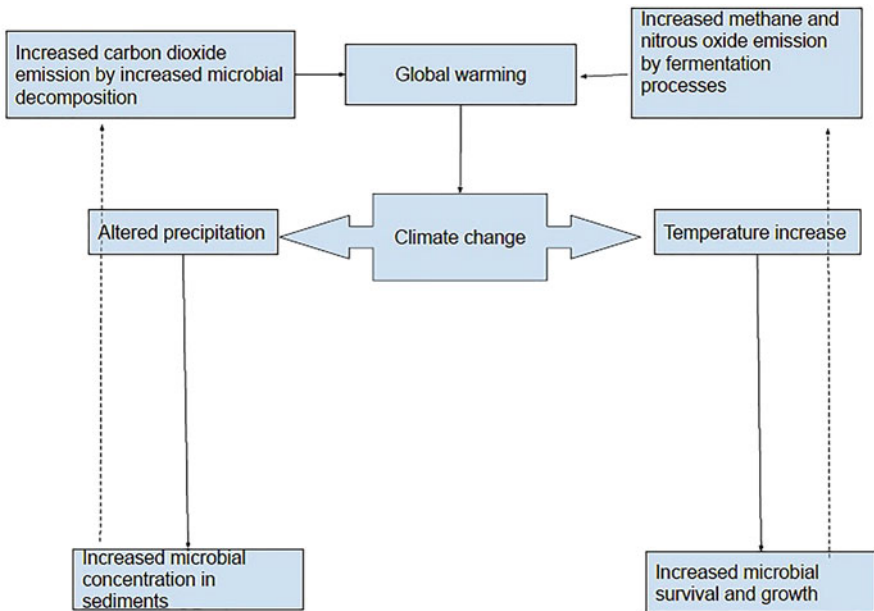 Increased carbon dioxide
emission by increased microbial
decomposition
Global warming
Increased methane and
nitrous oxide emission
by fermentation
processes
Altered precipitation
Climate change
Temperature increase
Increased microbial
concentration in
sediments
Increased microbial
survival and growth